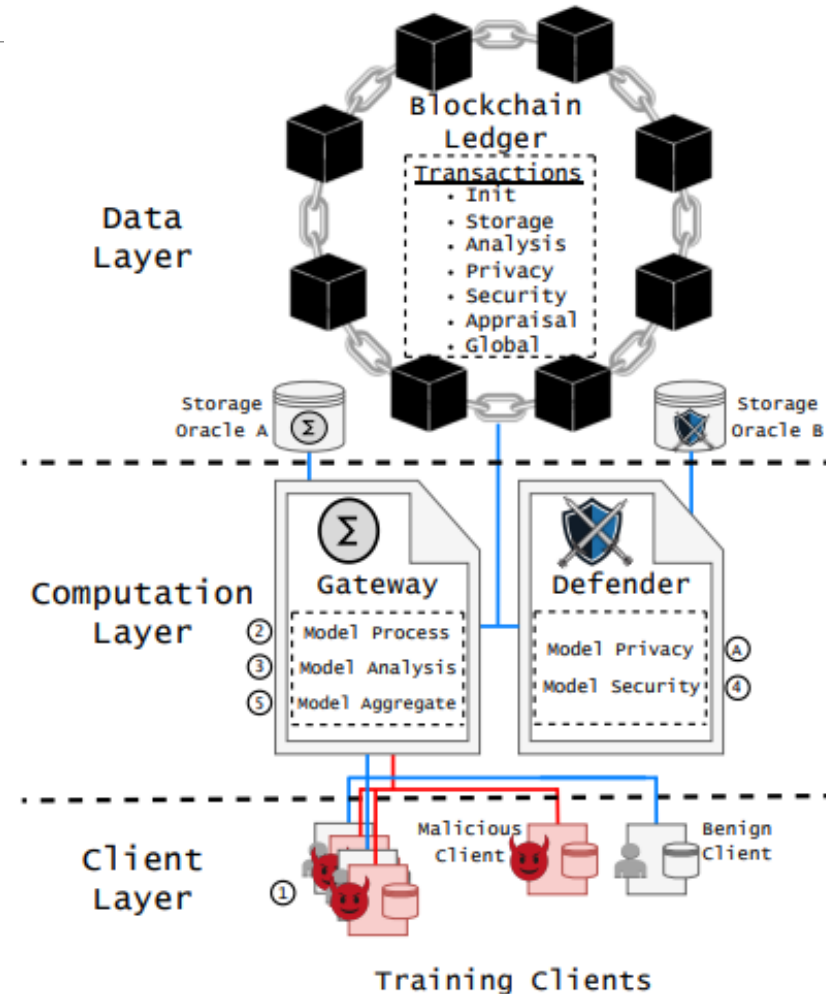 Blockchain
Ledger
Transactions
• Init
• Storage
• Analysis
• Privacy
• Security
• Appraisal
• Global
Data
Layer
Storage
Oracle A
Σ
Storage
Oracle B
Computation
Layer
Σ
Gateway
2 Model Process
3 Model Analysis
5 Model Aggregate
Defender
Model Privacy A
Model Security 4
Client
Layer
1
Malicious
Client
Benign
Client
Training Clients